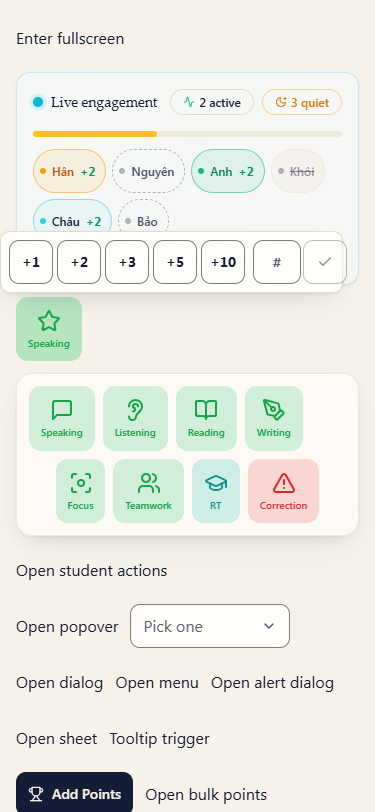 Enter fullscreen
Live engagement 2 active 3 quiet
Hân +2 Nguyên Anh +2 Khôi
Châu +2 Bảo
+1 +2 +3 +5 +10 #
Speaking
Speaking Listening Reading Writing
Focus Teamwork RT Correction
Open student actions
Open popover Pick one
Open dialog Open menu Open alert dialog
Open sheet Tooltip trigger
Add Points Open bulk points